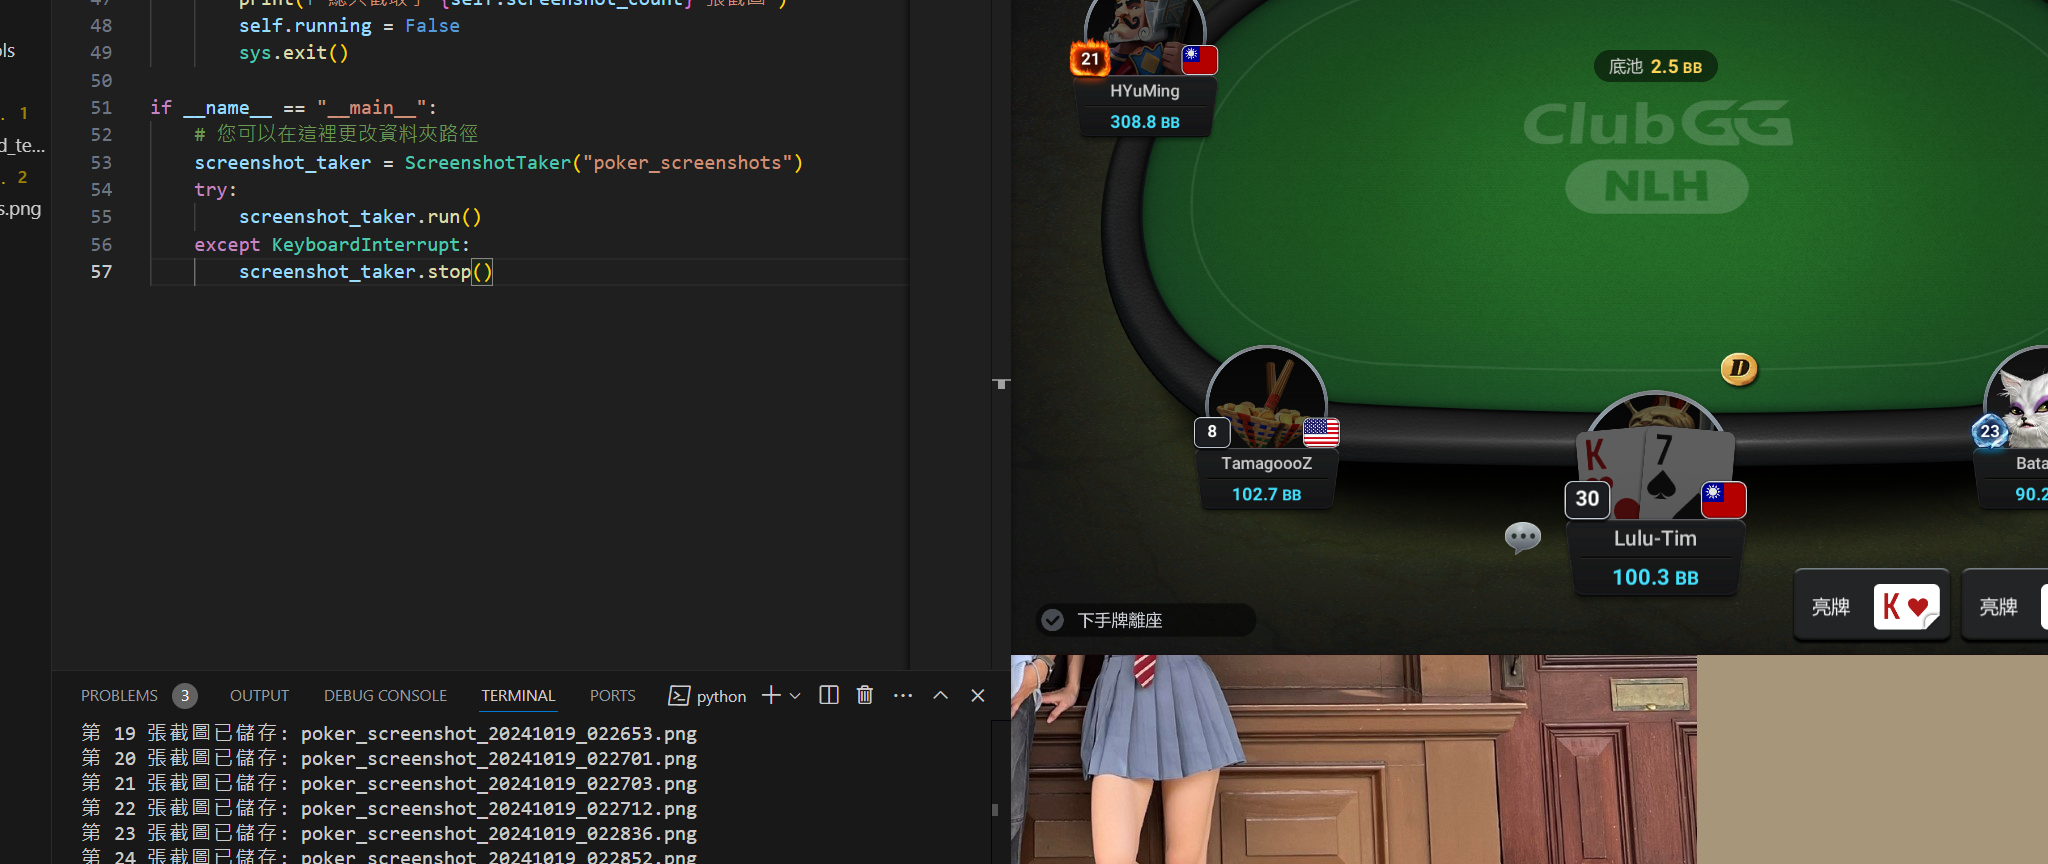 47 print(f"總共截取了 {self.screenshot_count} 張截圖")
48 self.running = False
49 sys.exit()
50
51 if __name__ == "__main__":
52 # 您可以在這裡更改資料夾路徑
53 screenshot_taker = ScreenshotTaker("poker_screenshots")
54 try:
55 screenshot_taker.run()
56 except KeyboardInterrupt:
57 screenshot_taker.stop()
ols
. 1
d_te...
. 2
s.png
PROBLEMS 3 OUTPUT DEBUG CONSOLE TERMINAL PORTS python
第 19 張截圖已儲存: poker_screenshot_20241019_022653.png
第 20 張截圖已儲存: poker_screenshot_20241019_022701.png
第 21 張截圖已儲存: poker_screenshot_20241019_022703.png
第 22 張截圖已儲存: poker_screenshot_20241019_022712.png
第 23 張截圖已儲存: poker_screenshot_20241019_022836.png
第 24 張截圖已儲存: poker_screenshot_20241019_022852.png
21
HYuMing
308.8 BB
底池 2.5 BB
ClubGG
NLH
D
8
TamagoooZ
102.7 BB
K 7
30
Lulu-Tim
100.3 BB
23
Bata
90.2
下手牌離座
亮牌 K
亮牌